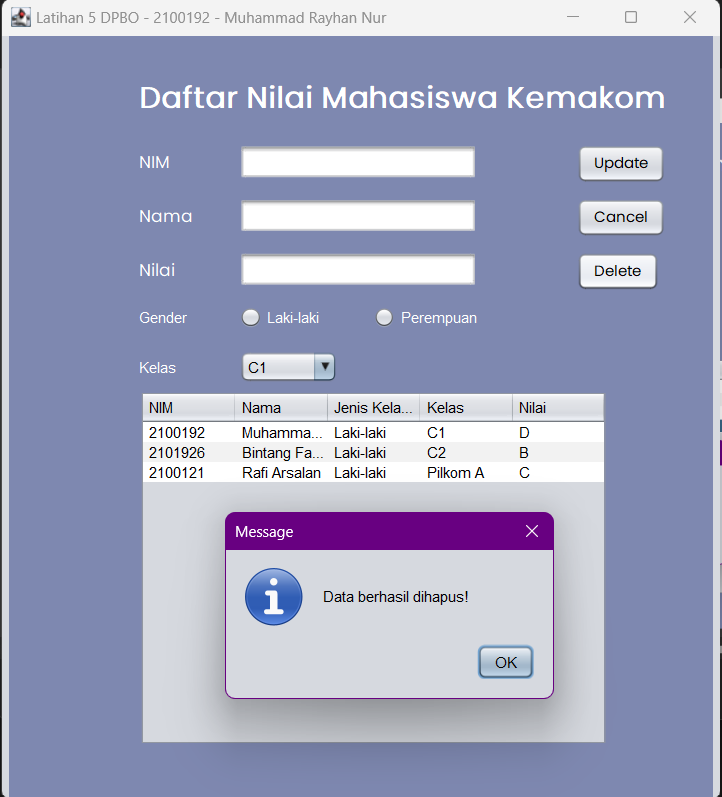 Latihan 5 DPBO - 2100192 - Muhammad Rayhan Nur
Daftar Nilai Mahasiswa Kemakom
NIM
Update
Nama
Cancel
Nilai
Delete
Gender Laki-laki Perempuan
Kelas C1
NIM Nama Jenis Kela... Kelas Nilai
2100192 Muhamma... Laki-laki C1 D
2101926 Bintang Fa... Laki-laki C2 B
2100121 Rafi Arsalan Laki-laki Pilkom A C
Message
Data berhasil dihapus!
OK